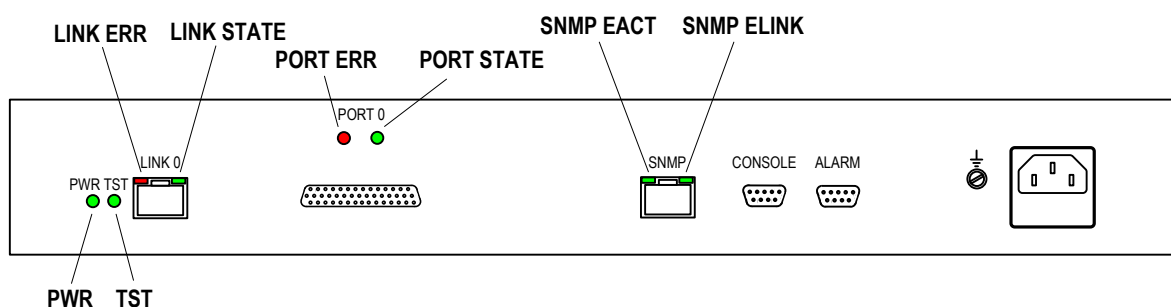 LINK ERR LINK STATE
PORT ERR PORT STATE
SNMP EACT SNMP ELINK
PORT 0
LINK 0
SNMP
CONSOLE
ALARM
PWR TST
PWR TST